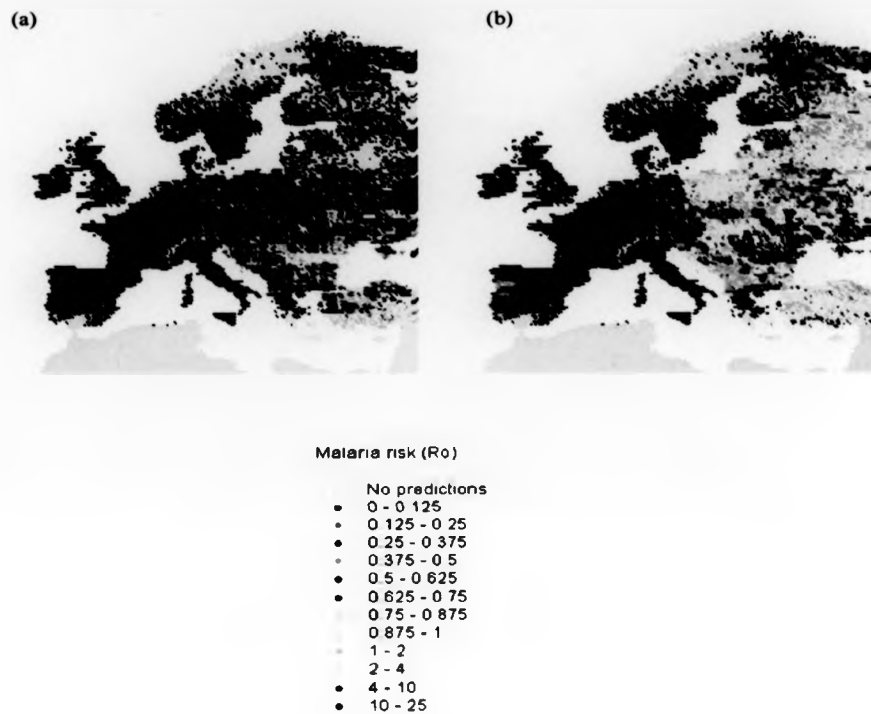 (a) (b)
Malaria risk (Ro)
No predictions
0 - 0 125
0 125 - 0 25
0 25 - 0 375
0 375 - 0 5
0 5 - 0 625
0 625 - 0 75
0 75 - 0 875
0 875 - 1
1 - 2
2 - 4
4 - 10
10 - 25